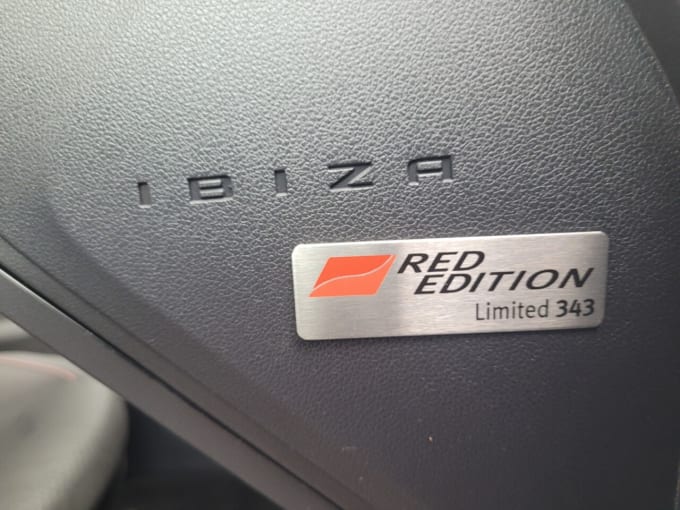 IBIZA
RED
EDITION
Limited 343